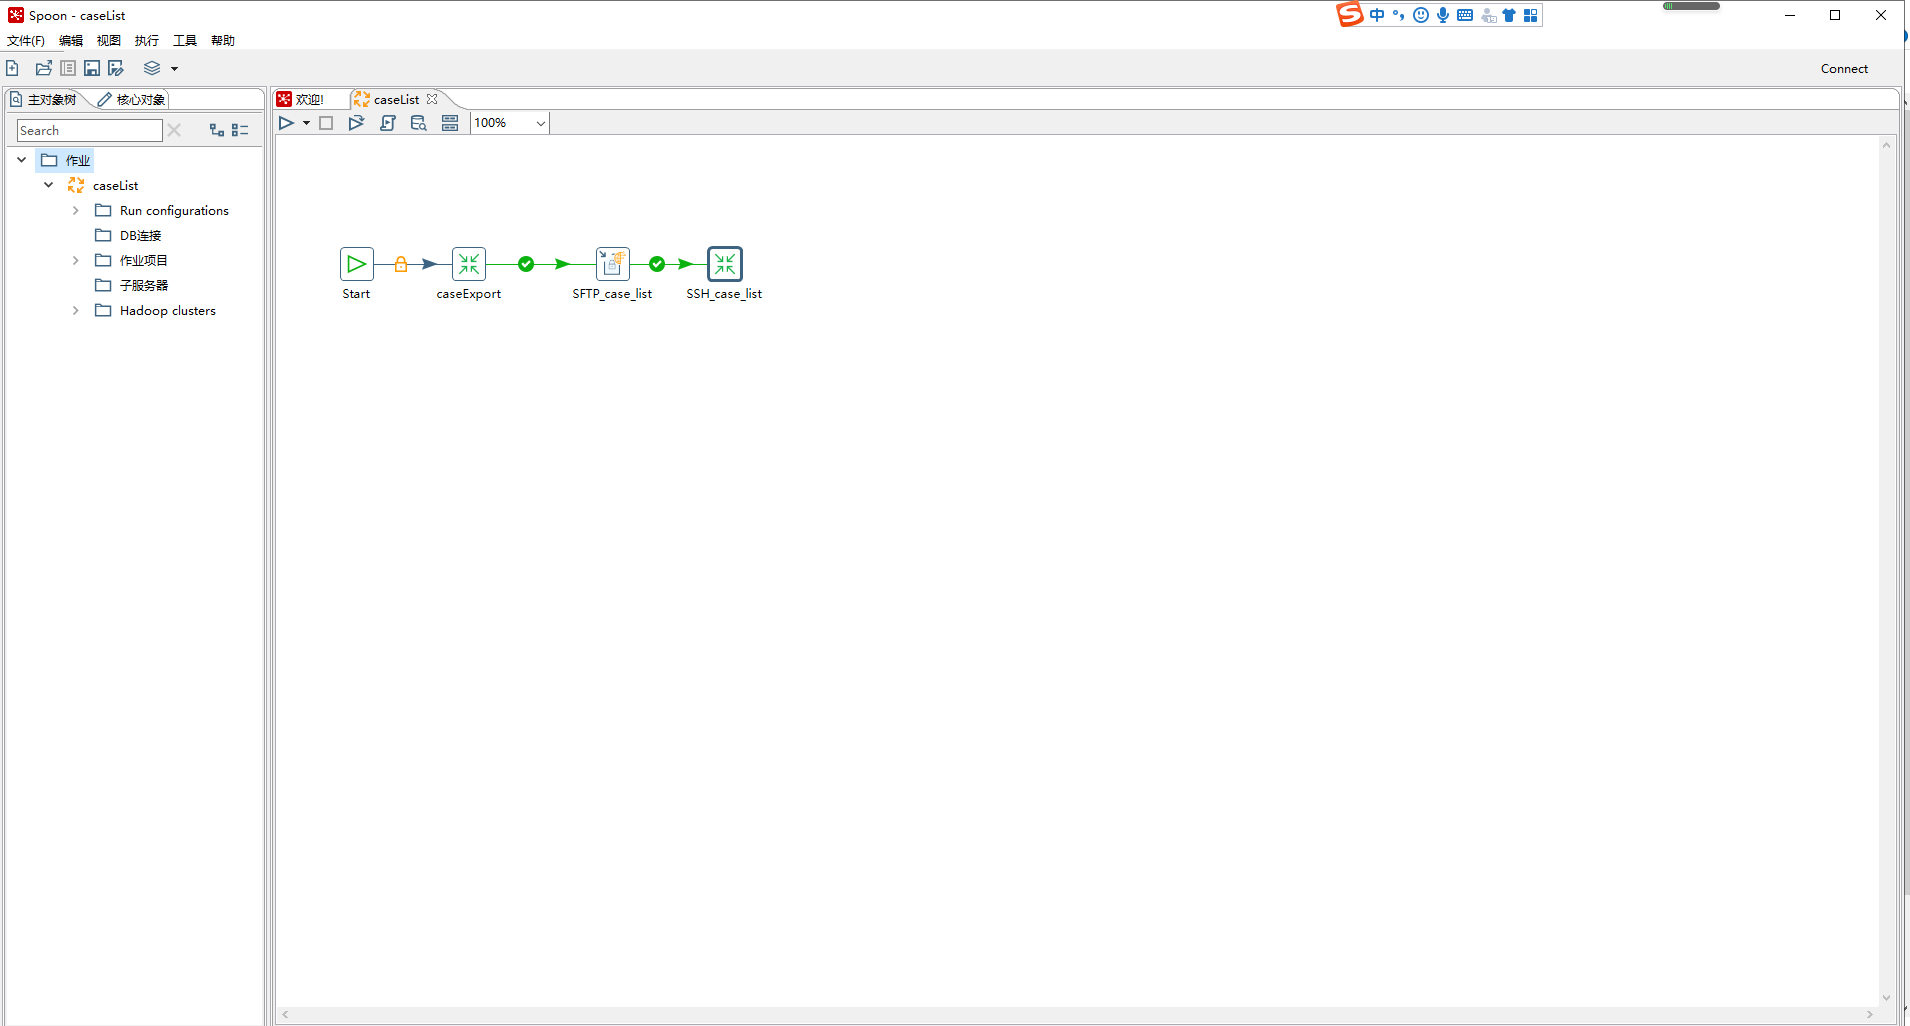 Spoon - caseList
中
文件(F) 编辑 视图 执行 工具 帮助
Connect
主对象树 核心对象
欢迎! caseList
Search
100%
作业
caseList
Run configurations
DB连接
作业项目
子服务器
Hadoop clusters
Start
caseExport
SFTP_case_list
SSH_case_list